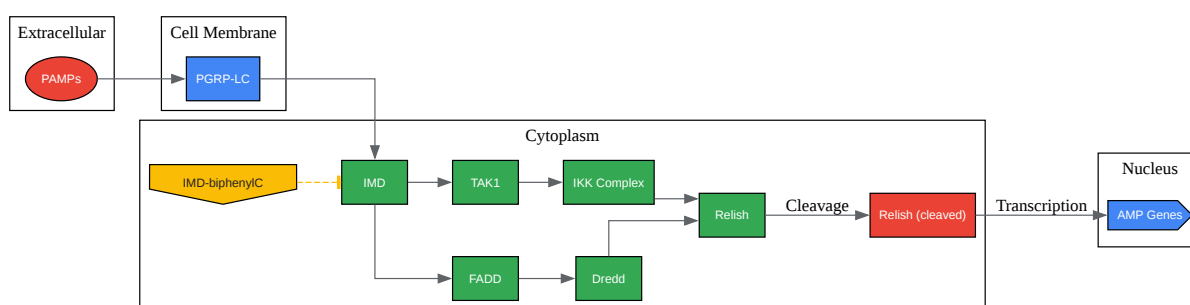 Extracellular
Cell Membrane
PAMPs
PGRP-LC
Cytoplasm
Nucleus
IMD-biphenylC
IMD
TAK1
IKK Complex
Relish
Cleavage
Relish (cleaved)
Transcription
AMP Genes
FADD
Dredd